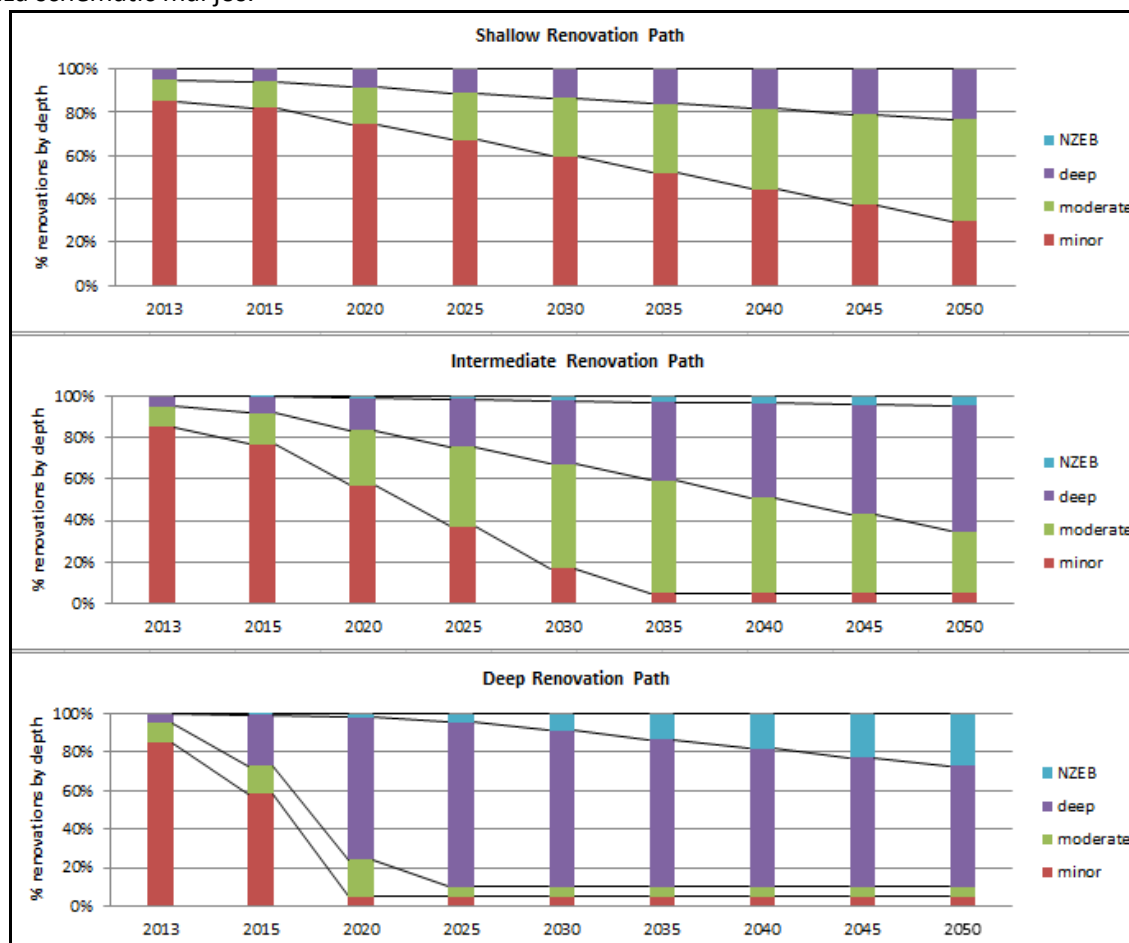 Shallow Renovation Path
% renovations by depth
100%
80%
60%
40%
20%
0%
2013 2015 2020 2025 2030 2035 2040 2045 2050
NZEB
deep
moderate
minor
Intermediate Renovation Path
% renovations by depth
100%
80%
60%
40%
20%
0%
2013 2015 2020 2025 2030 2035 2040 2045 2050
NZEB
deep
moderate
minor
Deep Renovation Path
% renovations by depth
100%
80%
60%
40%
20%
0%
2013 2015 2020 2025 2030 2035 2040 2045 2050
NZEB
deep
moderate
minor